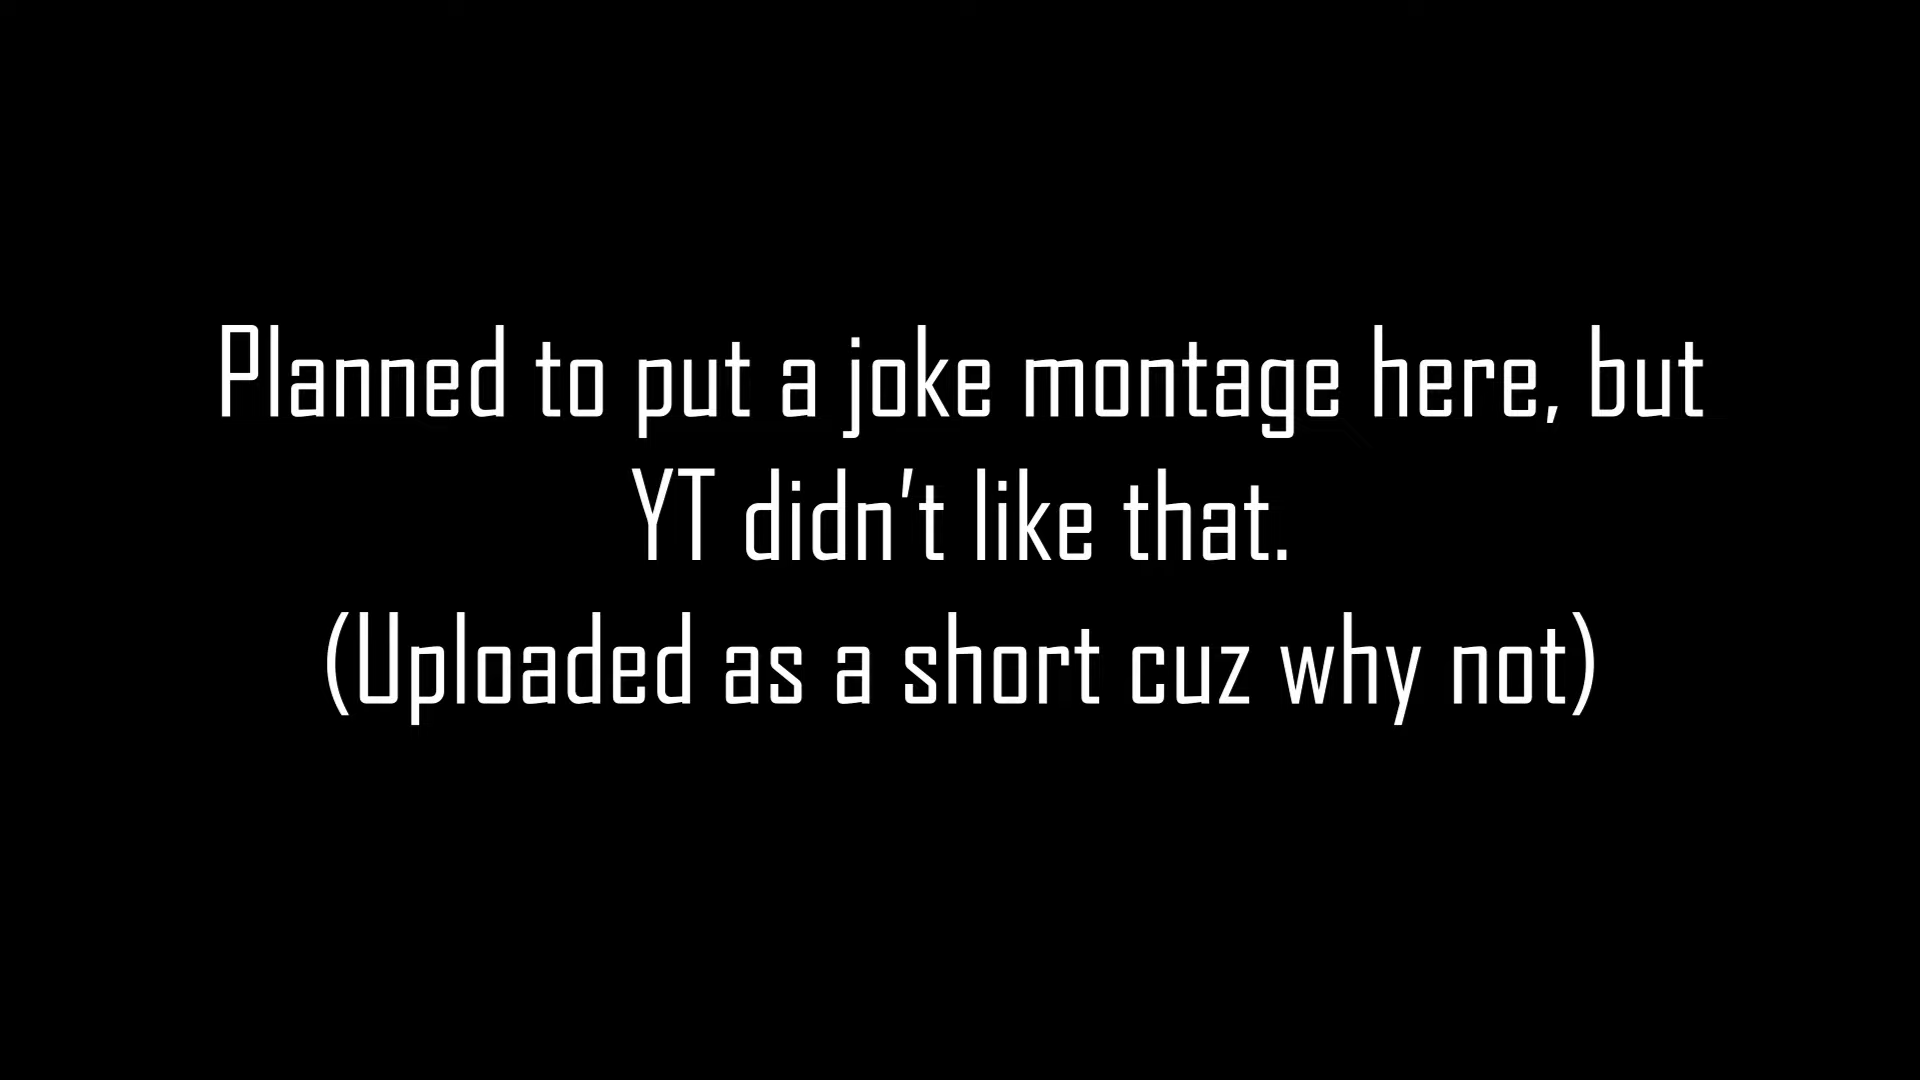 Planned to put a joke montage here, but
YT didn’t like that.
(Uploaded as a short cuz why not)